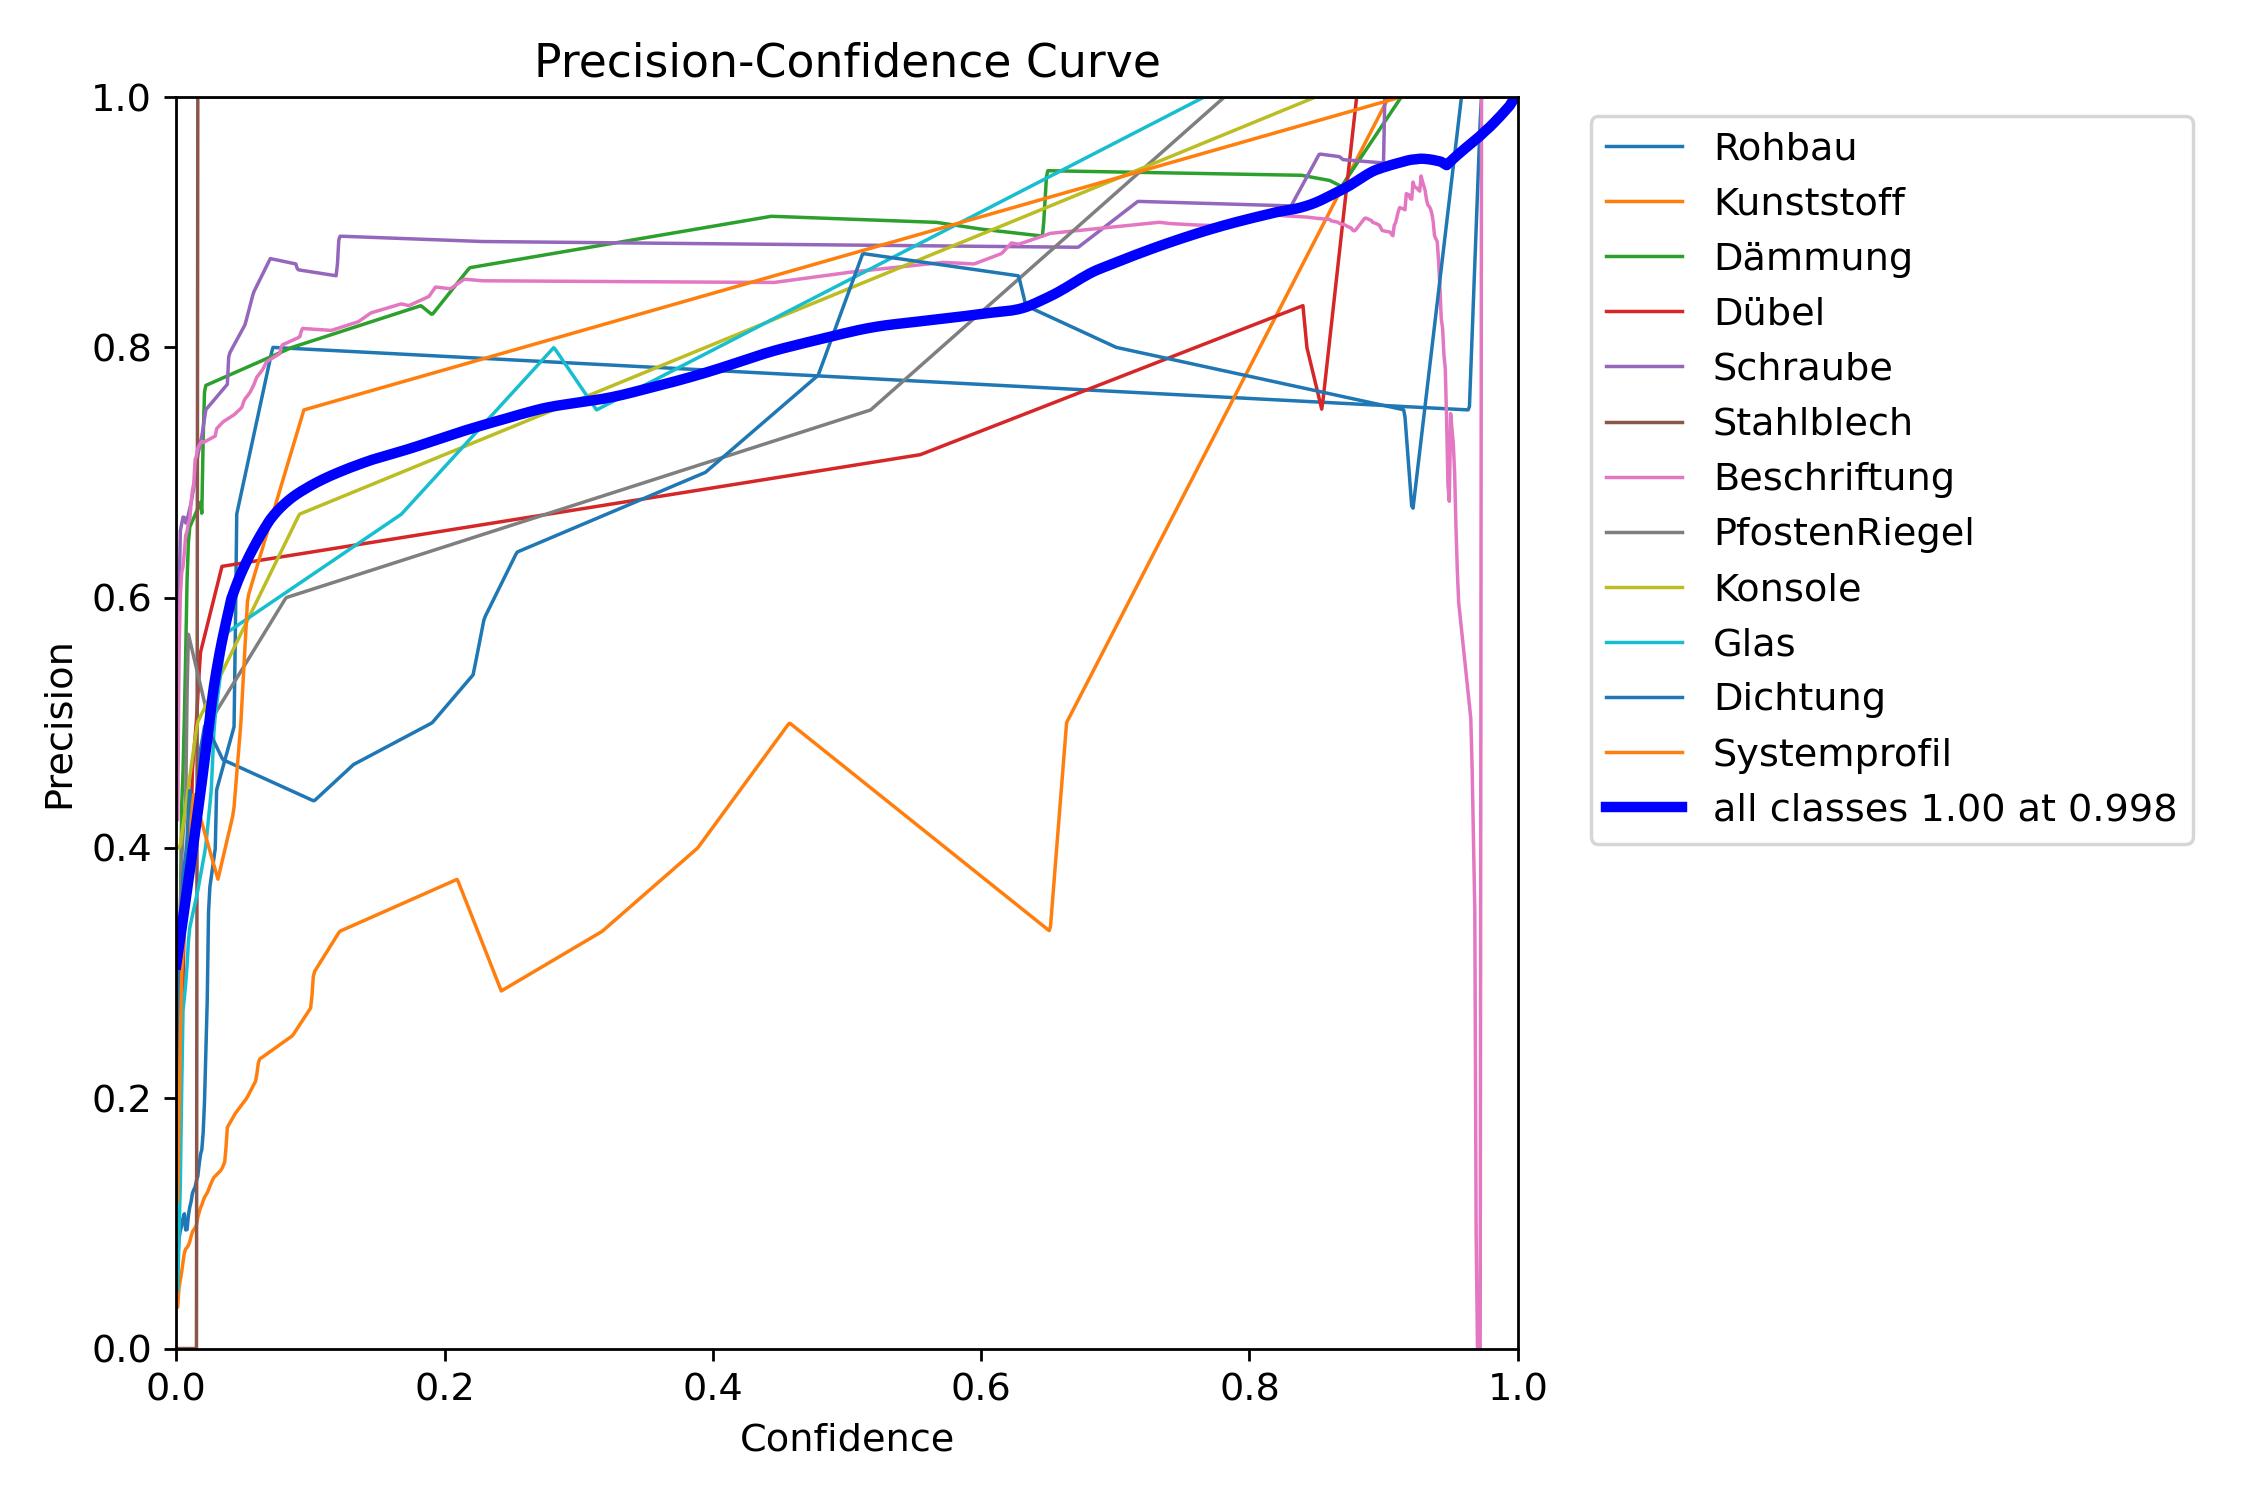 Precision-Confidence Curve
1.0
0.8
0.6
0.4
0.2
0.0
Precision
0.0 0.2 0.4 0.6 0.8 1.0
Confidence
Rohbau
Kunststoff
Dämmung
Dübel
Schraube
Stahlblech
Beschriftung
PfostenRiegel
Konsole
Glas
Dichtung
Systemprofil
all classes 1.00 at 0.998